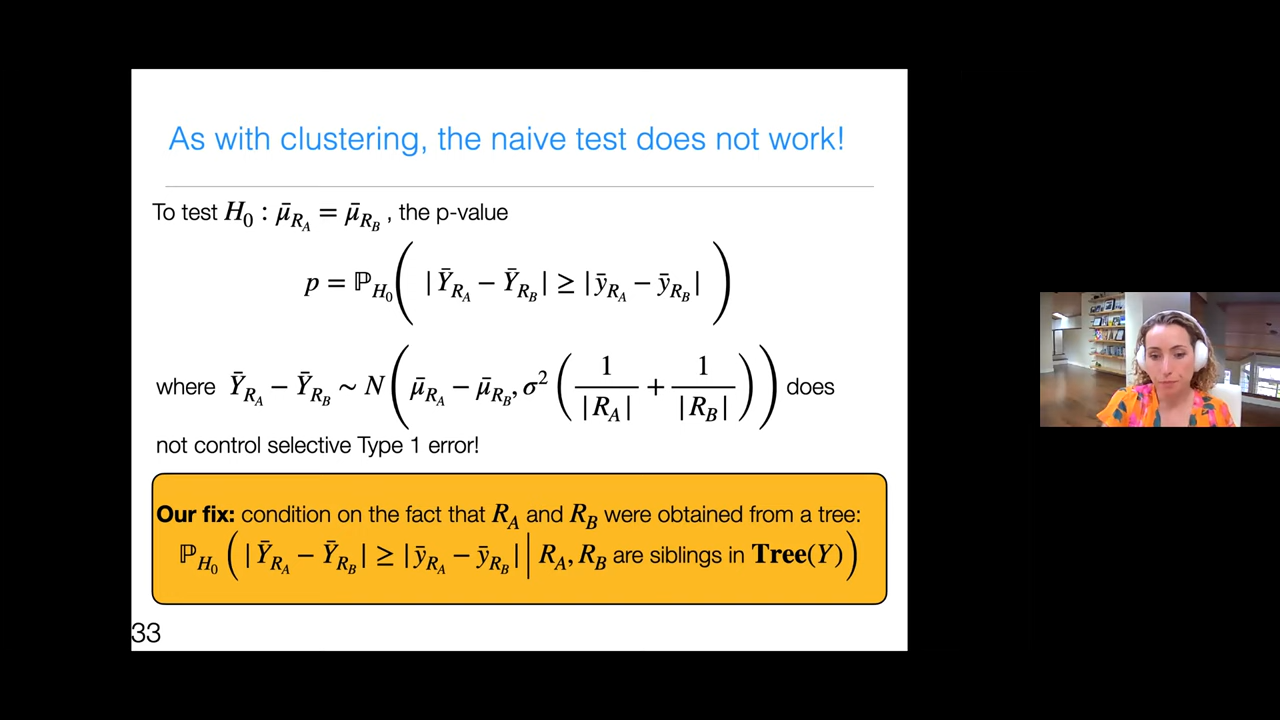 As with clustering, the naive test does not work!
To test H₀ : μ̄_{R_A} = μ̄_{R_B} , the p-value
p = ℙ_{H₀}( |Ȳ_{R_A} − Ȳ_{R_B}| ≥ |ȳ_{R_A} − ȳ_{R_B}| )
where Ȳ_{R_A} − Ȳ_{R_B} ∼ N( μ̄_{R_A} − μ̄_{R_B}, σ² ( 1/|R_A| + 1/|R_B| ) ) does
not control selective Type 1 error!
Our fix: condition on the fact that R_A and R_B were obtained from a tree:
ℙ_{H₀}( |Ȳ_{R_A} − Ȳ_{R_B}| ≥ |ȳ_{R_A} − ȳ_{R_B}| | R_A, R_B are siblings in Tree(Y) )
33